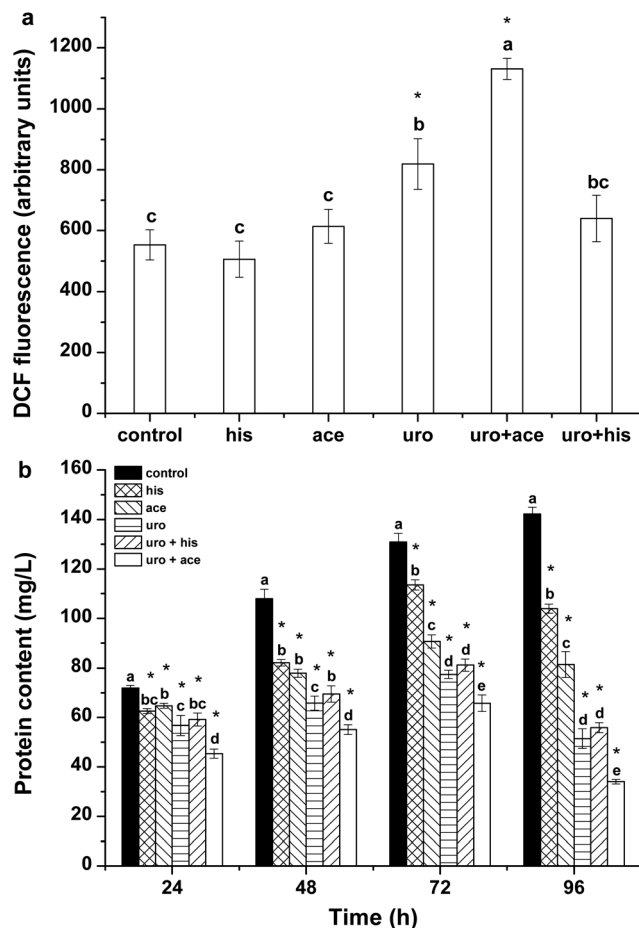 a
DCF fluorescence (arbitrary units)
1200
1000
800
600
400
200
0
c
c
c
*
b
*
a
bc
control his ace uro uro+ace uro+his
b
Protein content (mg/L)
160
140
120
100
80
60
40
20
0
control
his
ace
uro
uro + his
uro + ace
a
*
bc
*
b
*
c
*
bc
*
d
a
*
b
*
b
*
c
*
b
*
d
a
*
b
*
c
*
d
*
d
*
e
a
*
b
*
c
*
d
*
d
*
e
24 48 72 96
Time (h)